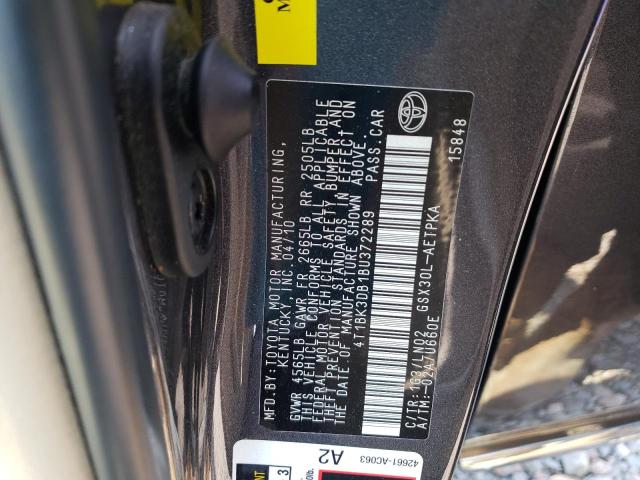 MFD.BY:TOYOTA MOTOR MANUFACTURING,
KENTUCKY,INC. 04/10
GVWR 4565LB GAWR FR 2665LB RR 2505LB
THIS VEHICLE CONFORMS TO ALL APPLICABLE
FEDERAL MOTOR VEHICLE SAFETY, BUMPER, AND
THEFT PREVENTION STANDARDS IN EFFECT ON
THE DATE OF MANUFACTURE SHOWN ABOVE.
4T1BK3DB1BU372289 PASS.CAR
C/TR:1G3/LN02 GSX30L-AETPKA
A/TM:-02A/U660E 15848
42661-AC063
A2